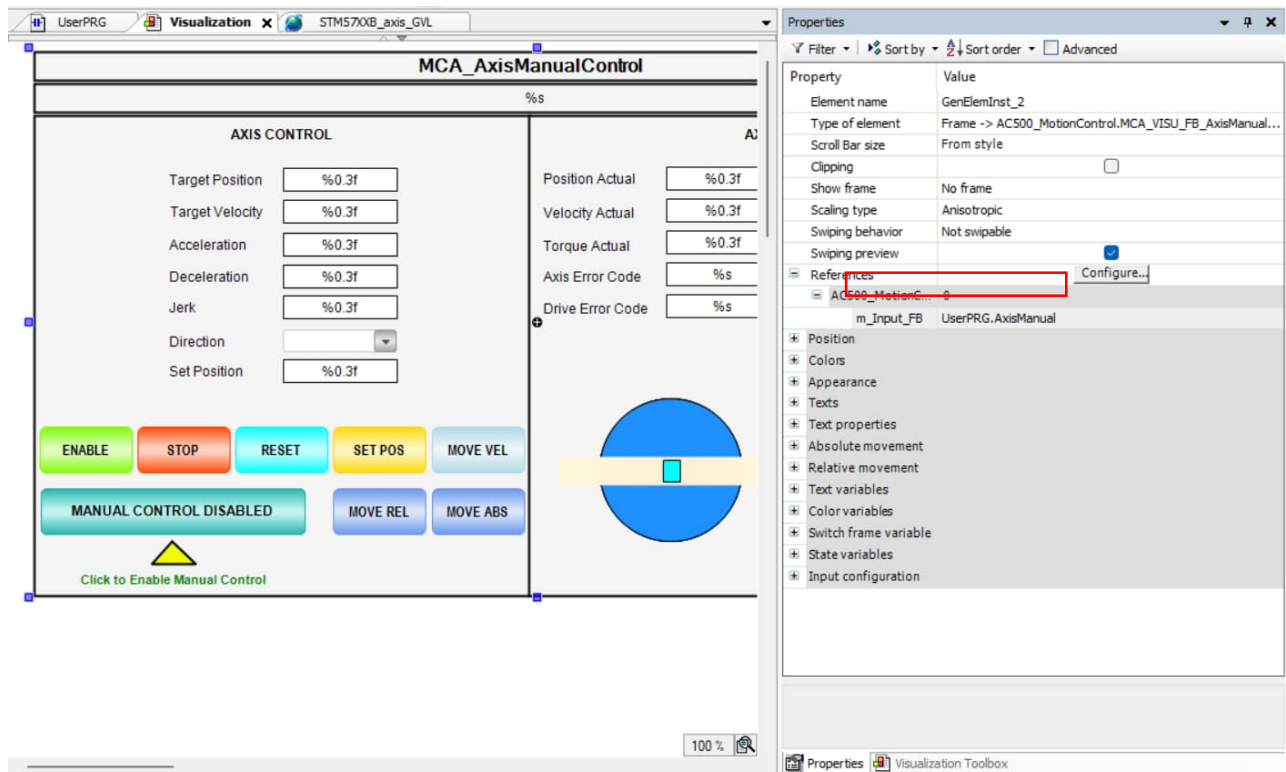 UserPRG Visualization X STM57XXB_axis_GVL
MCA_AxisManualControl
%s
AXIS CONTROL
Target Position %0.3f
Target Velocity %0.3f
Acceleration %0.3f
Deceleration %0.3f
Jerk %0.3f
Direction
Set Position %0.3f
ENABLE STOP RESET SET POS MOVE VEL
MANUAL CONTROL DISABLED MOVE REL MOVE ABS
Click to Enable Manual Control
Position Actual %0.3f
Velocity Actual %0.3f
Torque Actual %0.3f
Axis Error Code %s
Drive Error Code %s
100 %
Properties
Filter Sort by Sort order Advanced
Property Value
Element name GenElemInst_2
Type of element Frame -> AC500_MotionControl.MCA_VISU_FB_AxisManual...
Scroll Bar size From style
Clipping
Show frame No frame
Scaling type Anisotropic
Swiping behavior Not swipable
Swiping preview
References Configure...
AC500_MotionC... 0
m_Input_FB UserPRG.AxisManual
Position
Colors
Appearance
Texts
Text properties
Absolute movement
Relative movement
Text variables
Color variables
Switch frame variable
State variables
Input configuration
Properties Visualization Toolbox